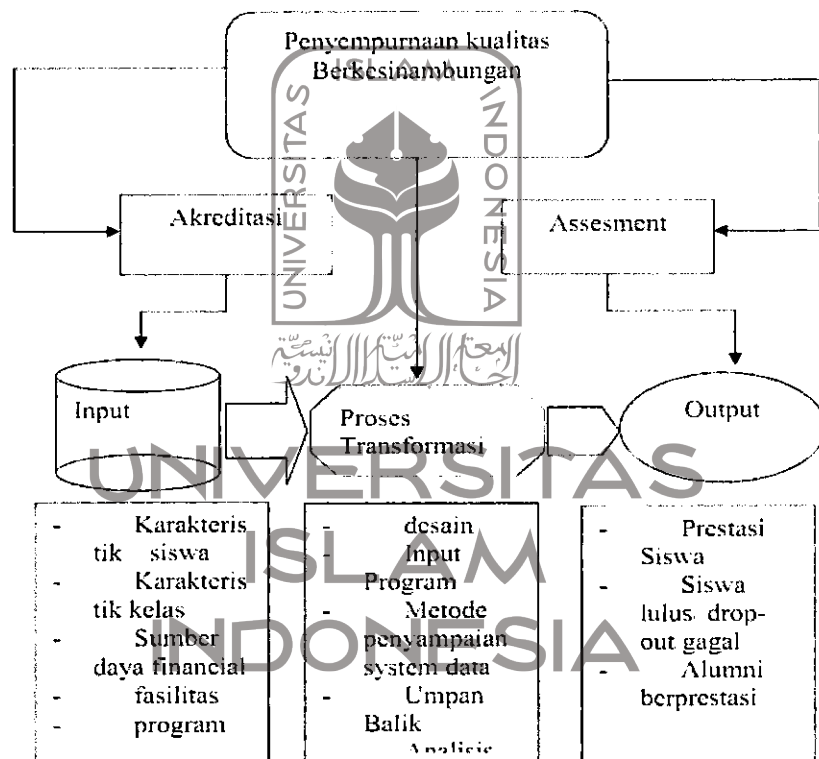 Penyempurnaan kualitas
Berkesinambungan
UNIVERSITAS
ISLAM
INDONESIA
Akreditasi
Assesment
Input
Proses
Transformasi
Output
UNIVERSITAS
ISLAM
INDONESIA
- Karakteris
tik siswa
- Karakteris
tik kelas
- Sumber
daya financial
- fasilitas
- program
- desain
- Input
Program
- Metode
penyampaian
system data
- Umpan
Balik
Analisis
- Prestasi
Siswa
- Siswa
lulus drop-
out gagal
- Alumni
berprestasi